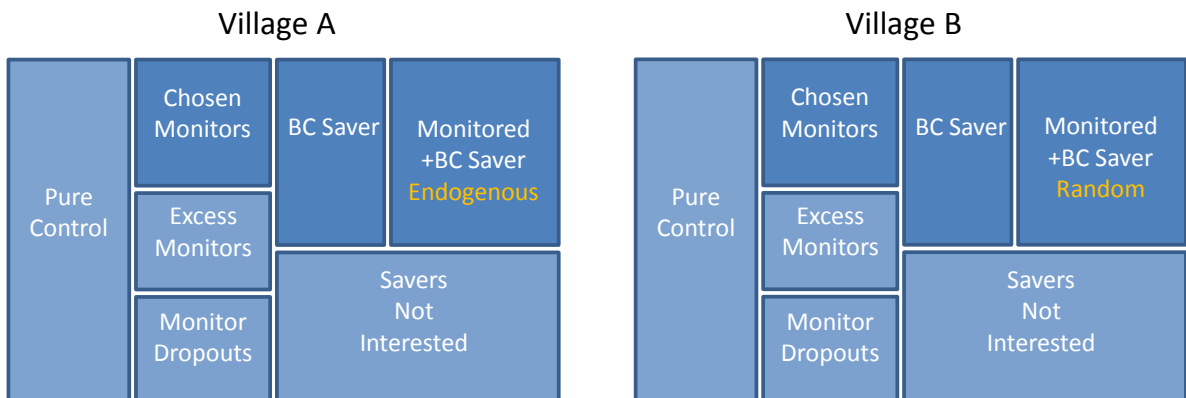 Village A
Pure
Control
Chosen
Monitors
Excess
Monitors
Monitor
Dropouts
BC Saver
Monitored
+BC Saver
Endogenous
Savers
Not
Interested
Village B
Pure
Control
Chosen
Monitors
Excess
Monitors
Monitor
Dropouts
BC Saver
Monitored
+BC Saver
Random
Savers
Not
Interested